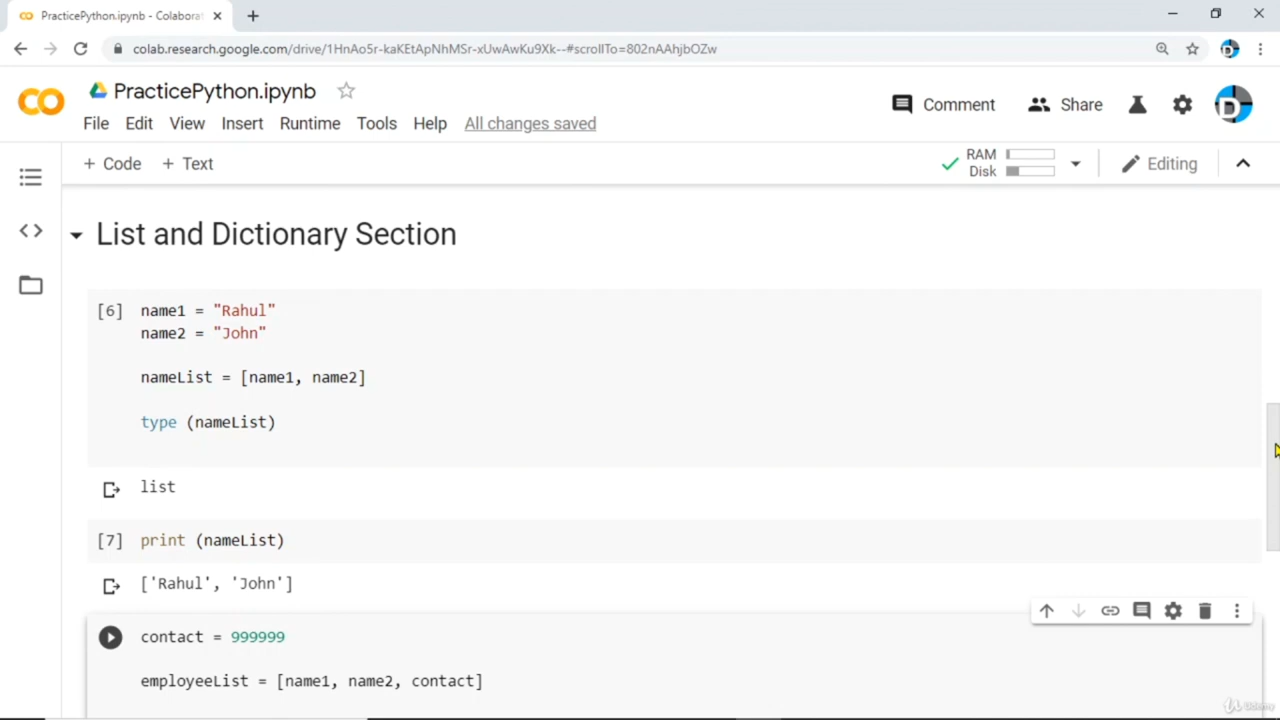 PracticePython.ipynb - Colaborat
colab.research.google.com/drive/1HnAo5r-kaKEtApNhMSr-xUwAwKu9Xk--#scrollTo=802nAAhjbOZw
PracticePython.ipynb
Comment
Share
D
File Edit View Insert Runtime Tools Help All changes saved
+ Code + Text
RAM
Disk
Editing
List and Dictionary Section
[6] name1 = "Rahul"
name2 = "John"
nameList = [name1, name2]
type (nameList)
list
[7] print (nameList)
['Rahul', 'John']
contact = 999999
employeeList = [name1, name2, contact]
Udemy